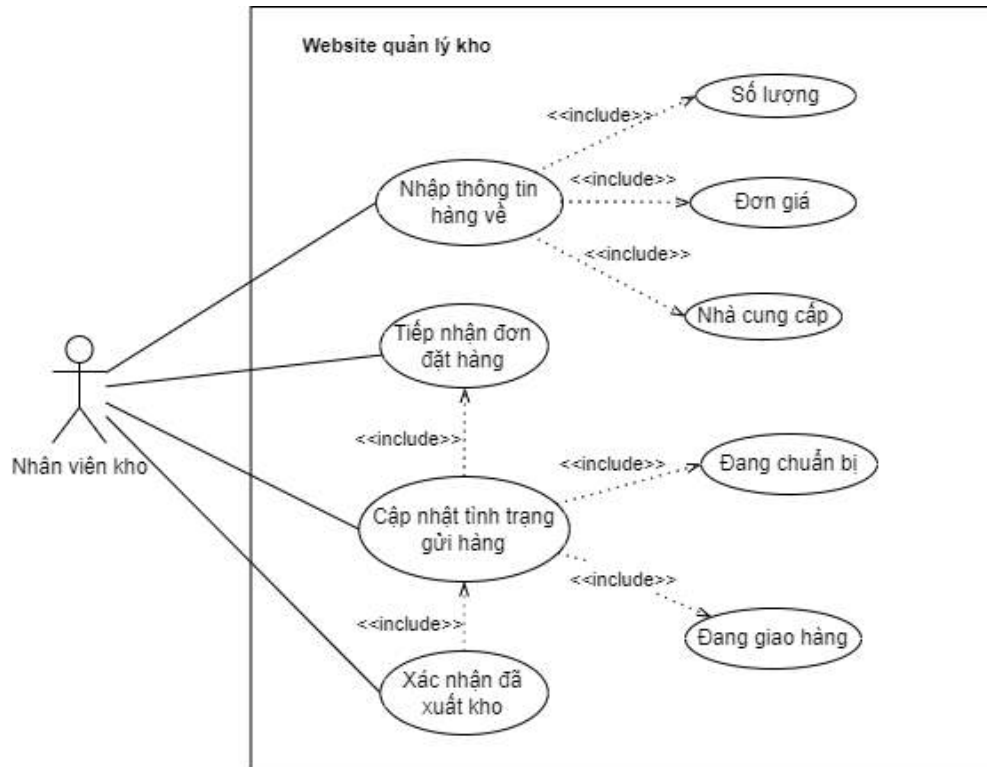 Website quản lý kho
Số lượng
<<include>>
Nhập thông tin
hàng về
<<include>>
Đơn giá
<<include>>
Nhà cung cấp
Tiếp nhận đơn
đặt hàng
<<include>>
Nhân viên kho
<<include>>
Đang chuẩn bị
Cập nhật tình trạng
gửi hàng
<<include>>
Đang giao hàng
<<include>>
Xác nhận đã
xuất kho